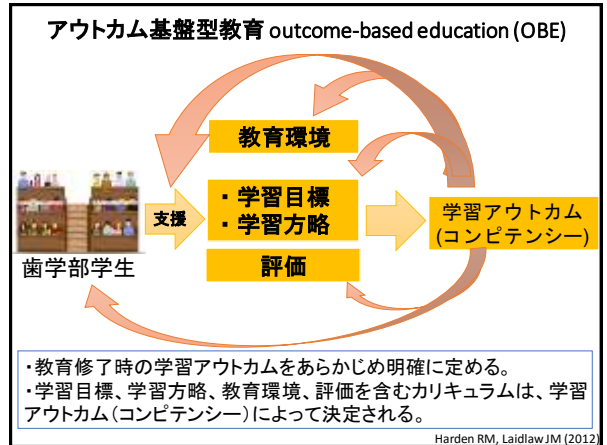 アウトカム基盤型教育 outcome-based education (OBE)
教育環境
・学習目標
・学習方略
支援
評価
学習アウトカム
(コンピテンシー)
歯学部学生
・教育修了時の学習アウトカムをあらかじめ明確に定める。
・学習目標、学習方略、教育環境、評価を含むカリキュラムは、学習
アウトカム(コンピテンシー)によって決定される。
Harden RM, Laidlaw JM (2012)